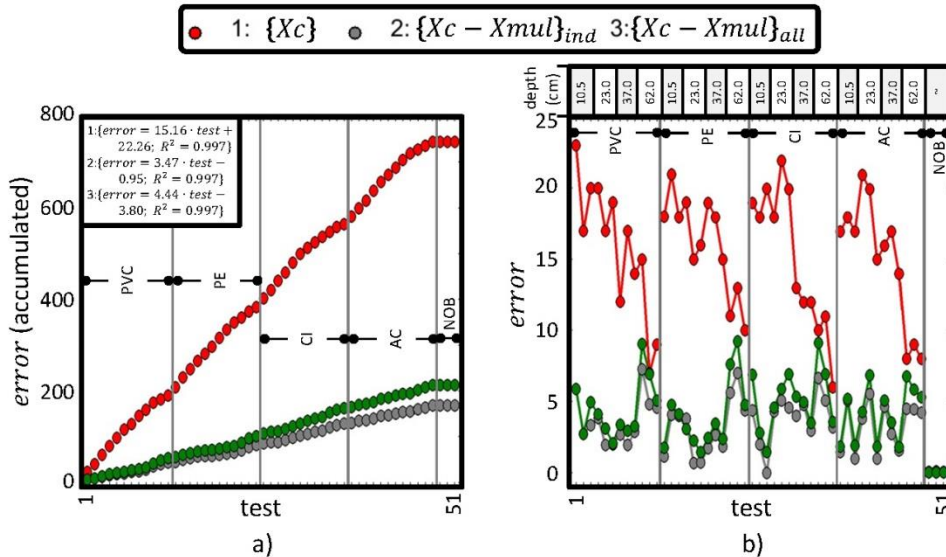 1: {Xc} 2: {Xc − Xmul}ind 3:{Xc − Xmul}all
depth (cm)
10.5 23.0 37.0 62.0 10.5 23.0 37.0 62.0 10.5 23.0 37.0 62.0 10.5 23.0 37.0 62.0 ~
800
600
400
200
0
error (accumulated)
1:{error = 15.16 · test +
22.26; R² = 0.997}
2:{error = 3.47 · test −
0.95; R² = 0.997}
3:{error = 4.44 · test −
3.80; R² = 0.997}
PVC
PE
CI
AC
NOB
1
test
51
a)
25
20
15
10
5
0
error
PVC
PE
CI
AC
NOB
1
test
51
b)